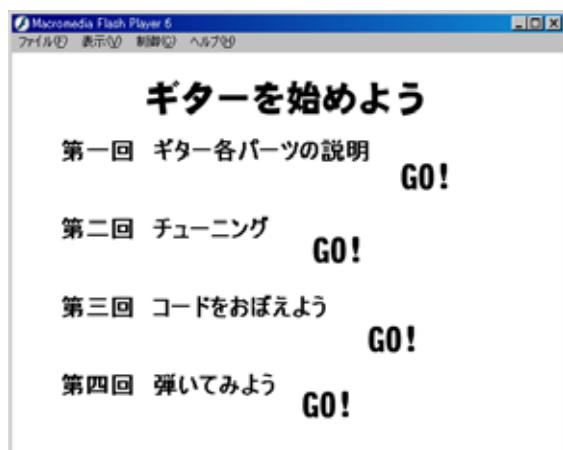 Macromedia Flash Player 6
ファイル(F) 表示(V) 制御(C) ヘルプ(H)
ギターを始めよう
第一回 ギター各パーツの説明
GO!
第二回 チューニング
GO!
第三回 コードをおぼえよう
GO!
第四回 弾いてみよう
GO!